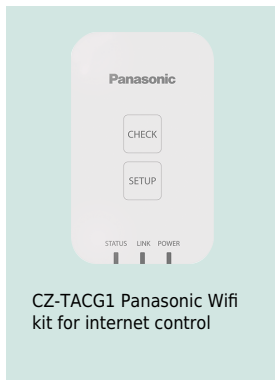 Panasonic
CHECK
SETUP
STATUS LINK POWER
CZ-TACG1 Panasonic Wifi
kit for internet control